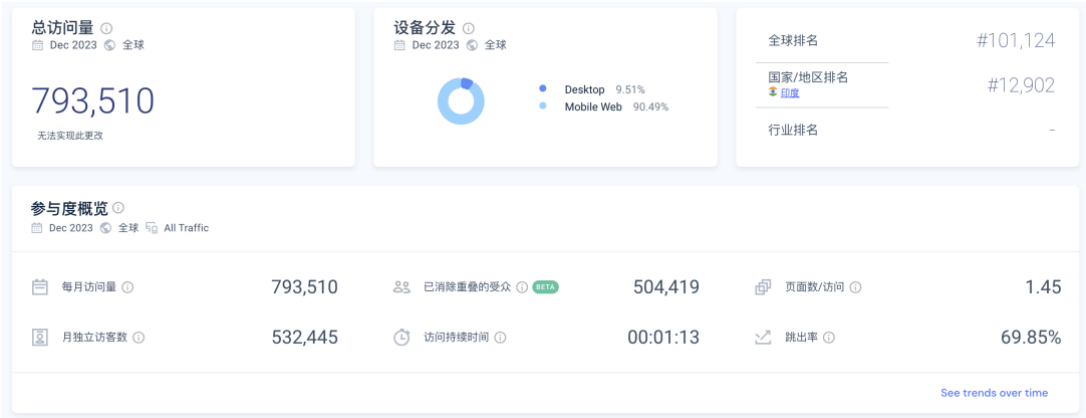 总访问量
Dec 2023 全球
793,510
无法实现此更改
设备分发
Dec 2023 全球
Desktop 9.51%
Mobile Web 90.49%
全球排名 #101,124
国家/地区排名 #12,902
印度
行业排名 -
参与度概览
Dec 2023 全球 All Traffic
每月访问量 793,510
已消除重叠的受众 BETA 504,419
页面数/访问 1.45
月独立访客数 532,445
访问持续时间 00:01:13
跳出率 69.85%
See trends over time